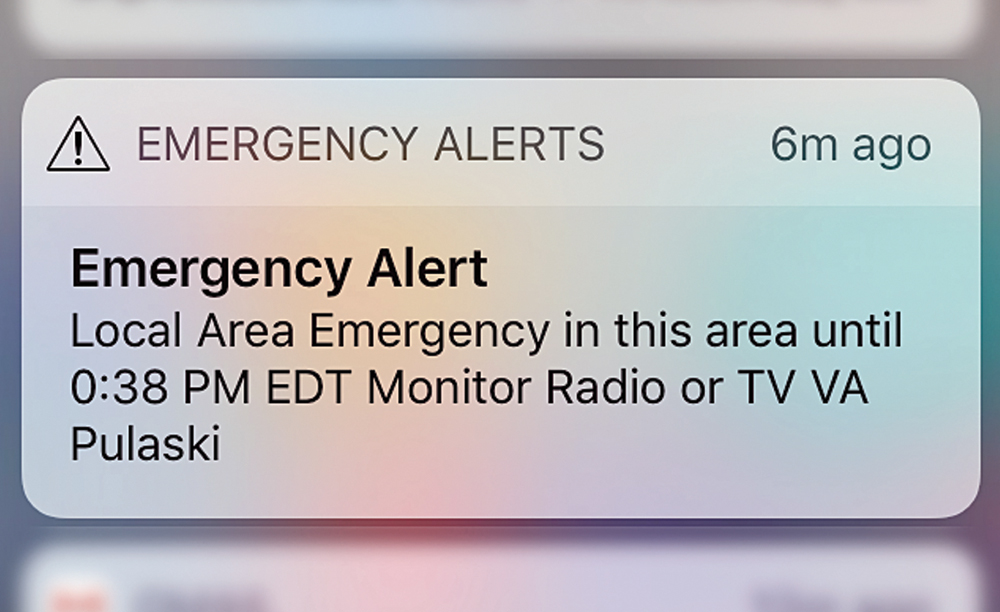 EMERGENCY ALERTS 6m ago
Emergency Alert
Local Area Emergency in this area until
0:38 PM EDT Monitor Radio or TV VA
Pulaski